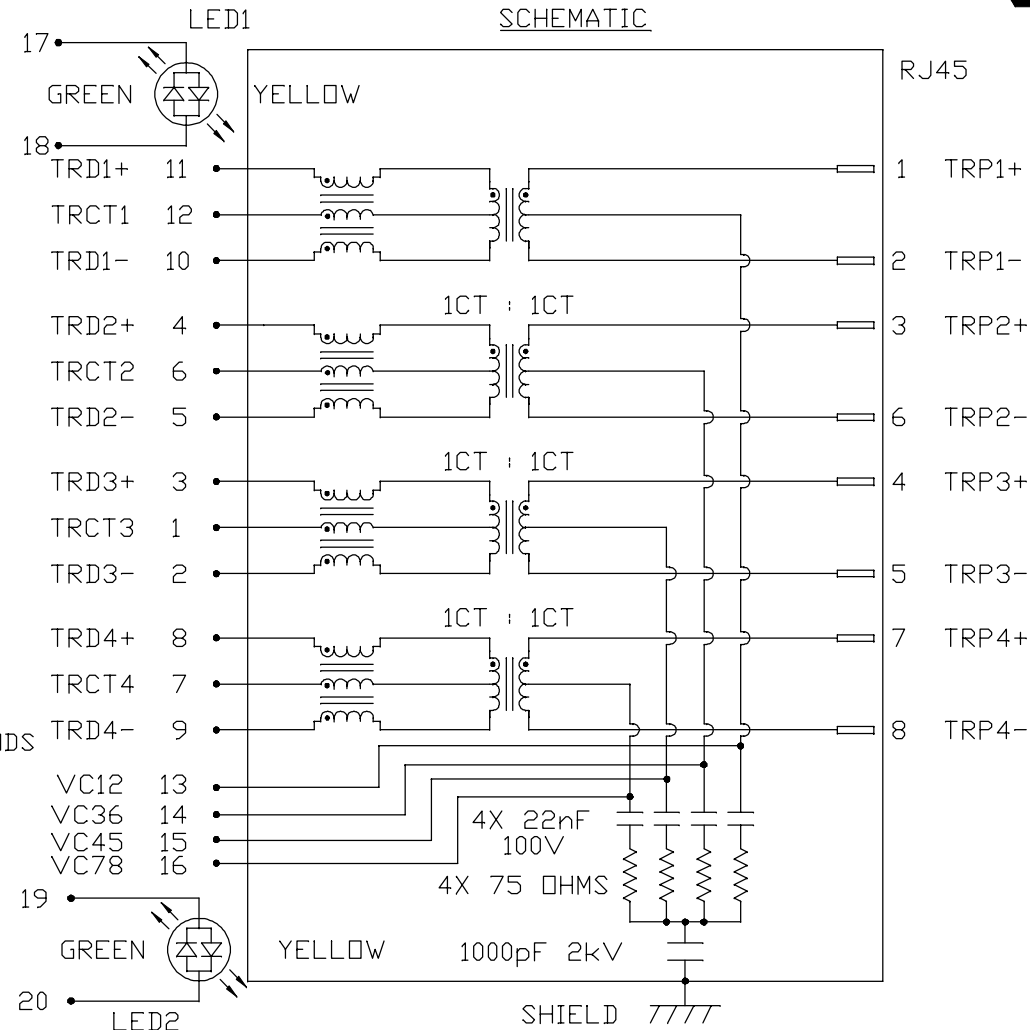 LED1 SCHEMATIC
17
RJ45
GREEN YELLOW
18
TRD1+ 11 1 TRP1+
TRCT1 12
TRD1- 10 2 TRP1-
1CT : 1CT
TRD2+ 4 3 TRP2+
TRCT2 6
TRD2- 5 6 TRP2-
1CT : 1CT
TRD3+ 3 4 TRP3+
TRCT3 1
TRD3- 2 5 TRP3-
1CT : 1CT
TRD4+ 8 7 TRP4+
TRCT4 7
TRD4- 9 8 TRP4-
VC12 13
VC36 14
4X 22nF
VC45 15
100V
VC78 16
4X 75 OHMS
19
GREEN YELLOW
1000pF 2kV
20
SHIELD
LED2